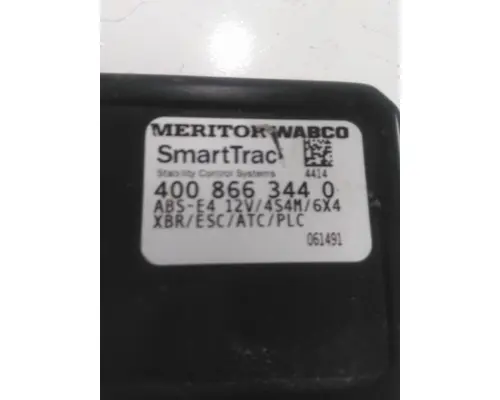 MERITOR WABCO
SmartTrac
Stability Control Systems 4414
400 866 344 0
ABS-E4 12V/4S4M/6X4
XBR/ESC/ATC/PLC
061491